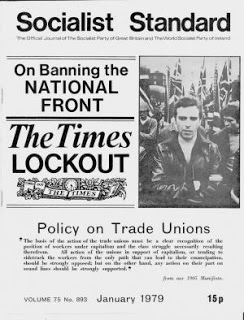 Socialist Standard
The Official Journal of The Socialist Party of Great Britain and The World Socialist Party of Ireland
On Banning the
NATIONAL
FRONT
The Times
LOCKOUT
THE TIMES
Policy on Trade Unions
"The basis of the action of the trade unions must be a clear recognition of the
position of workers under capitalism and the class struggle necessarily resulting
therefrom. All action of the unions in support of capitalism, or tending to
sidetrack the workers from the only path that can lead to their emancipation,
should be strongly opposed; but on the other hand, any action on their part on
sound lines should be strongly supported."
from our 1905 Manifesto.
VOLUME 75 No. 893 January 1979 15p